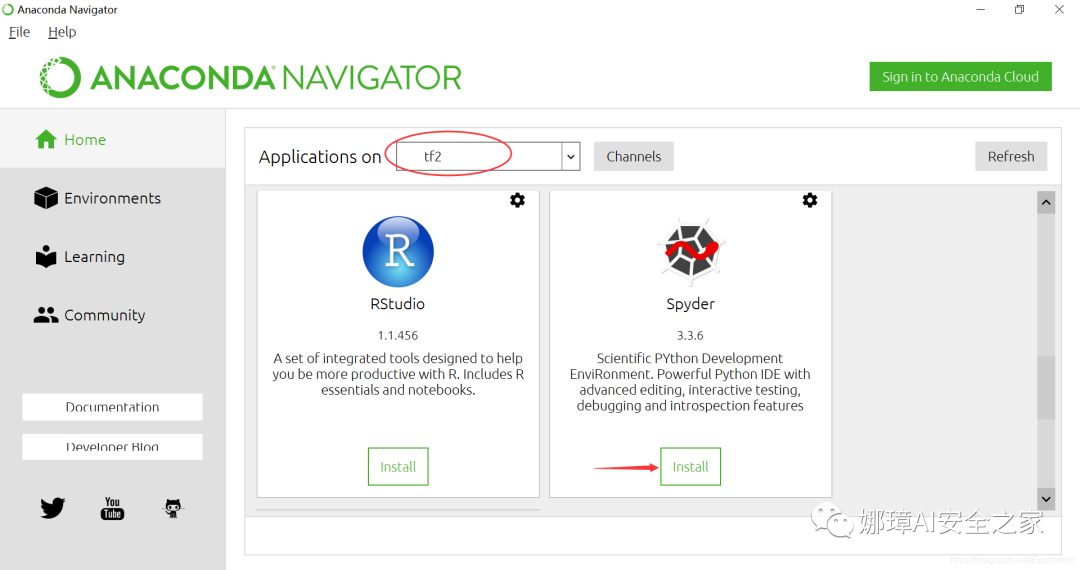 Anaconda Navigator
File Help
ANACONDA NAVIGATOR
Sign in to Anaconda Cloud
Home
Environments
Learning
Community
Documentation
Developer Blog
You
Tube
Applications on tf2 Channels Refresh
R
RStudio
1.1.456
A set of integrated tools designed to help
you be more productive with R. Includes R
essentials and notebooks.
Install
Spyder
3.3.6
Scientific PYthon Development
EnviRonment. Powerful Python IDE with
advanced editing, interactive testing,
debugging and introspection features
Install
娜璋AI安全之家
https://blog.csdn.net/Eastmount